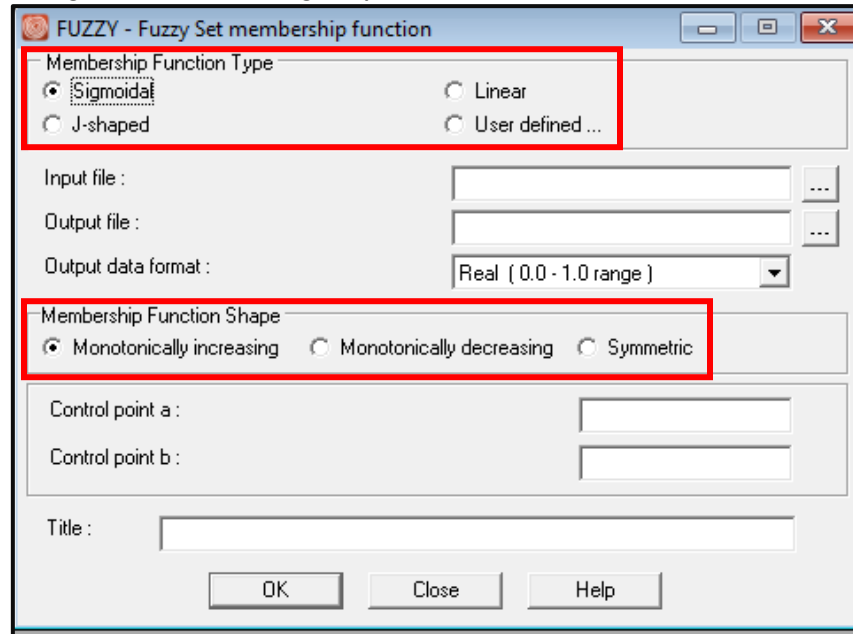 FUZZY - Fuzzy Set membership function
Membership Function Type
Sigmoidal Linear
J-shaped User defined ...
Input file : ...
Output file : ...
Output data format : Real ( 0.0 - 1.0 range )
Membership Function Shape
Monotonically increasing Monotonically decreasing Symmetric
Control point a :
Control point b :
Title :
OK Close Help